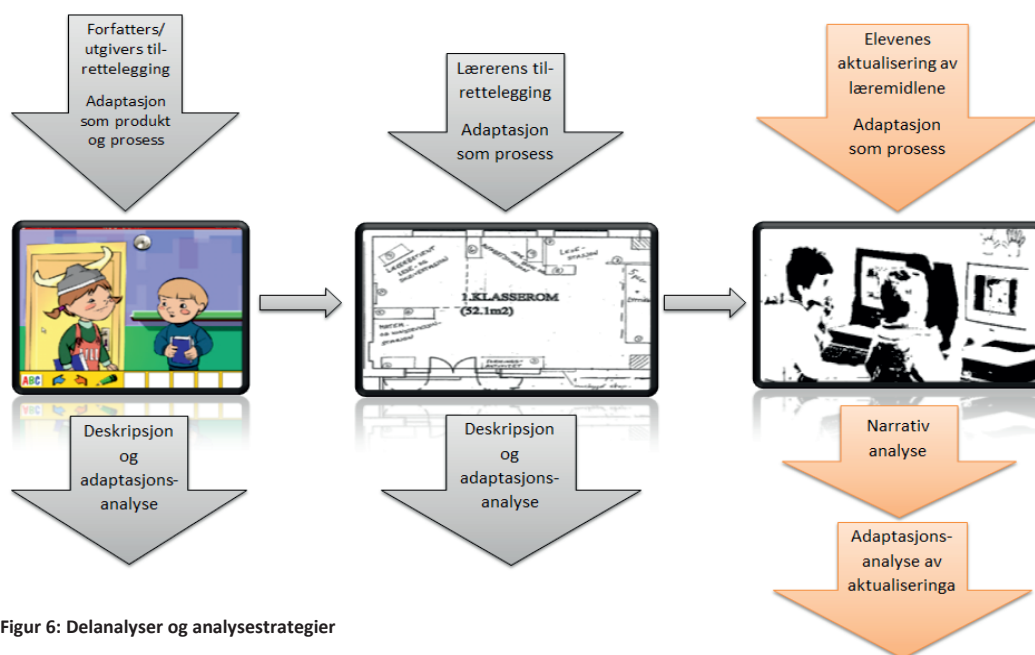 Forfatters/
utgivers til-
rettelegging
Adaptasjon
som produkt
og prosess
Lærerens til-
rettelegging
Adaptasjon
som prosess
Elevenes
aktualisering av
læremidlene
Adaptasjon
som prosess
ABC
1.KLASSEROM
(52.1m2)
Deskripsjon
og
adaptasjons-
analyse
Deskripsjon
og
adaptasjons-
analyse
Narrativ
analyse
Adaptasjons-
analyse av
aktualiseringa
Figur 6: Delanalyser og analysestrategier